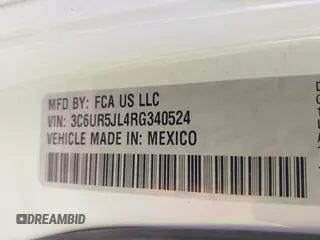 MFD BY: FCA US LLC
VIN: 3C6UR5JL4RG340524
VEHICLE MADE IN: MEXICO
DREAMBID